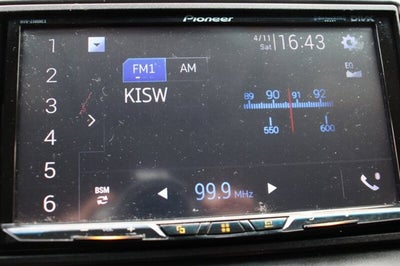 Pioneer
1
2
3
4
5
6
4/11
Sat
16:43
FM1
AM
EQ
KISW
89 90 91 92
550 600
BSM
99.9 MHz